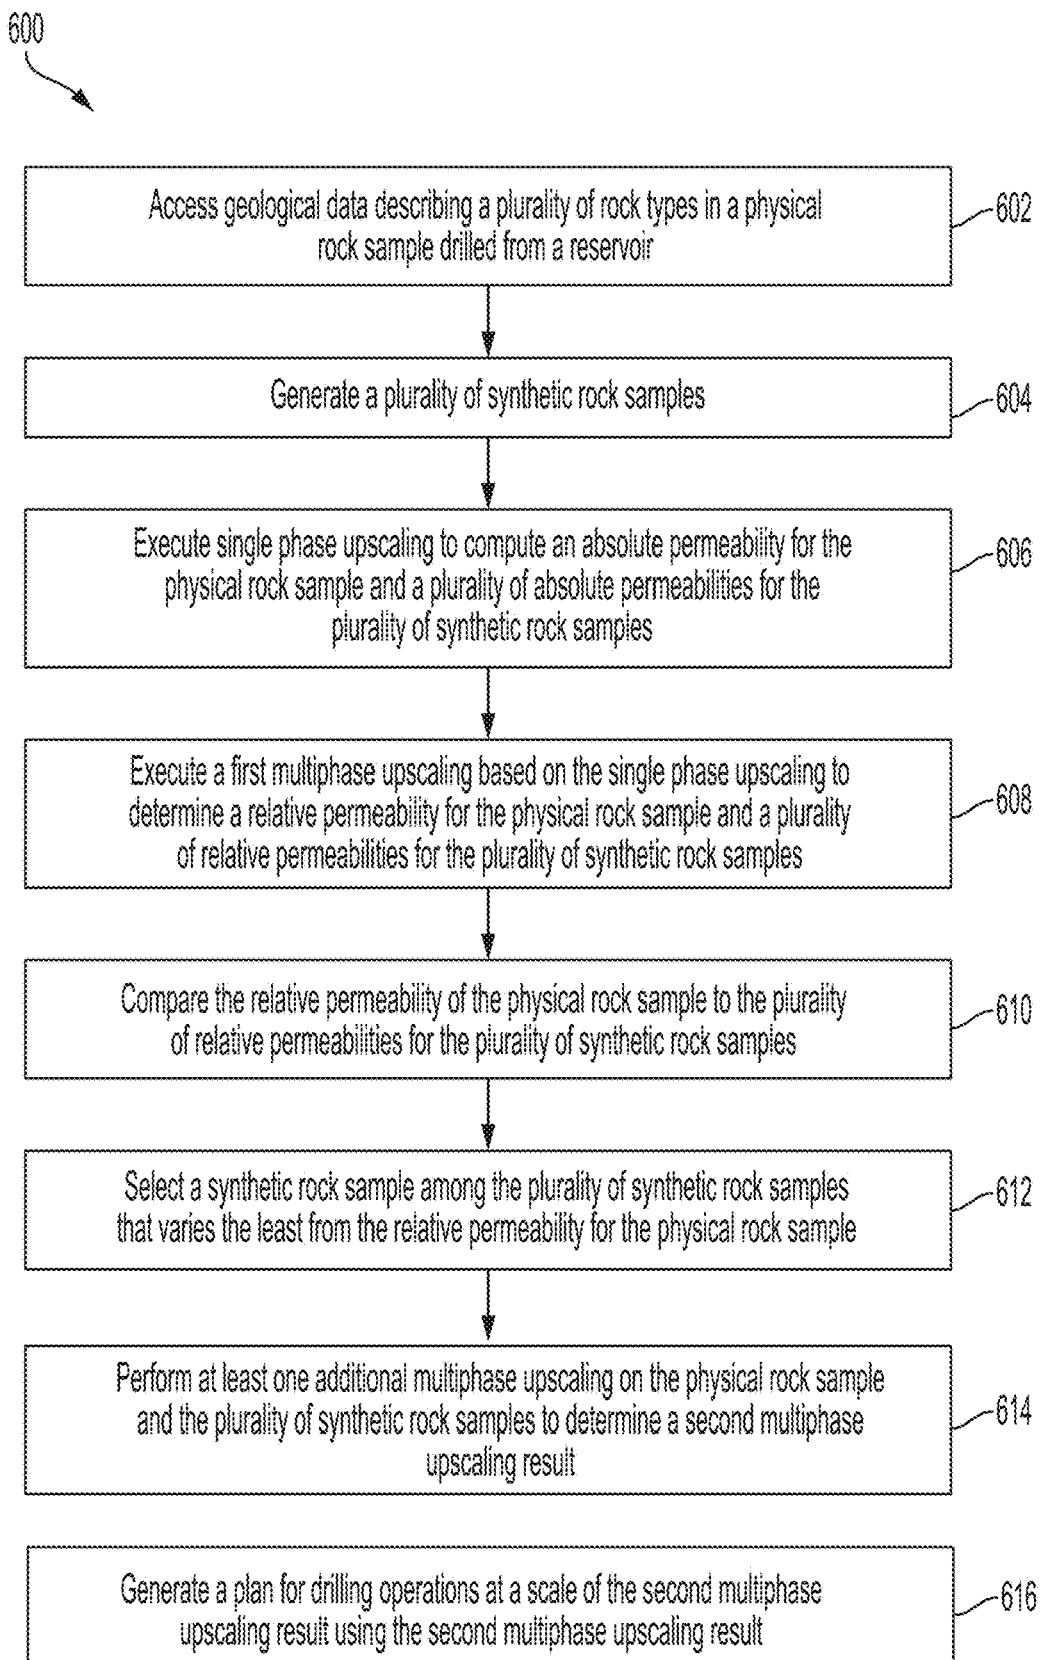 600
Access geological data describing a plurality of rock types in a physical
rock sample drilled from a reservoir
602
Generate a plurality of synthetic rock samples
604
Execute single phase upscaling to compute an absolute permeability for the
physical rock sample and a plurality of absolute permeabilities for the
plurality of synthetic rock samples
606
Execute a first multiphase upscaling based on the single phase upscaling to
determine a relative permeability for the physical rock sample and a plurality
of relative permeabilities for the plurality of synthetic rock samples
608
Compare the relative permeability of the physical rock sample to the plurality
of relative permeabilities for the plurality of synthetic rock samples
610
Select a synthetic rock sample among the plurality of synthetic rock samples
that varies the least from the relative permeability for the physical rock sample
612
Perform at least one additional multiphase upscaling on the physical rock sample
and the plurality of synthetic rock samples to determine a second multiphase
upscaling result
614
Generate a plan for drilling operations at a scale of the second multiphase
upscaling result using the second multiphase upscaling result
616